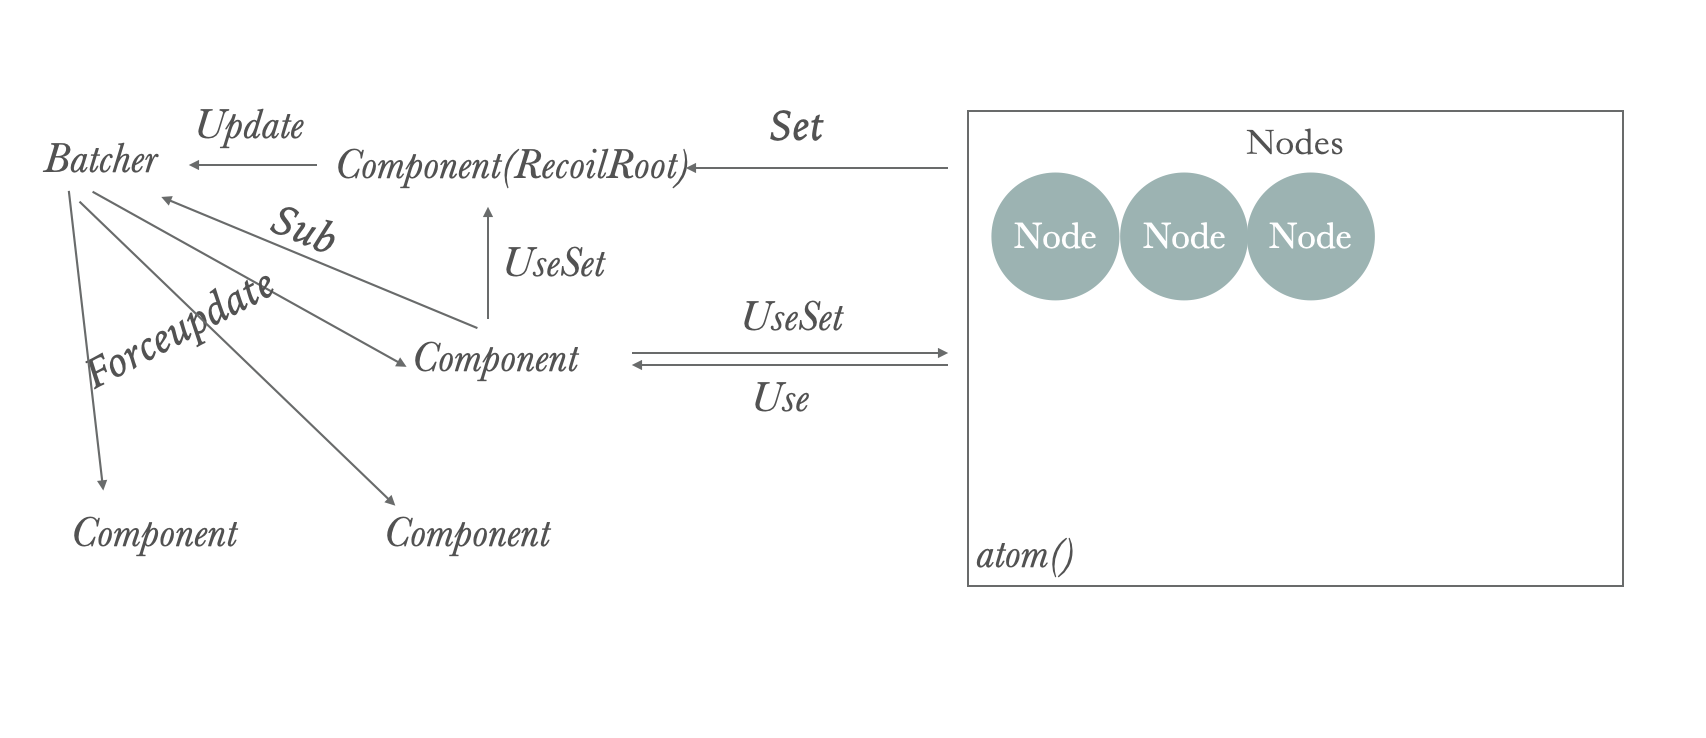 Update
Set
Batcher
Component(RecoilRoot)
Nodes
Node
Node
Node
Sub
UseSet
Forceupdate
UseSet
Component
Use
Component
Component
atom()